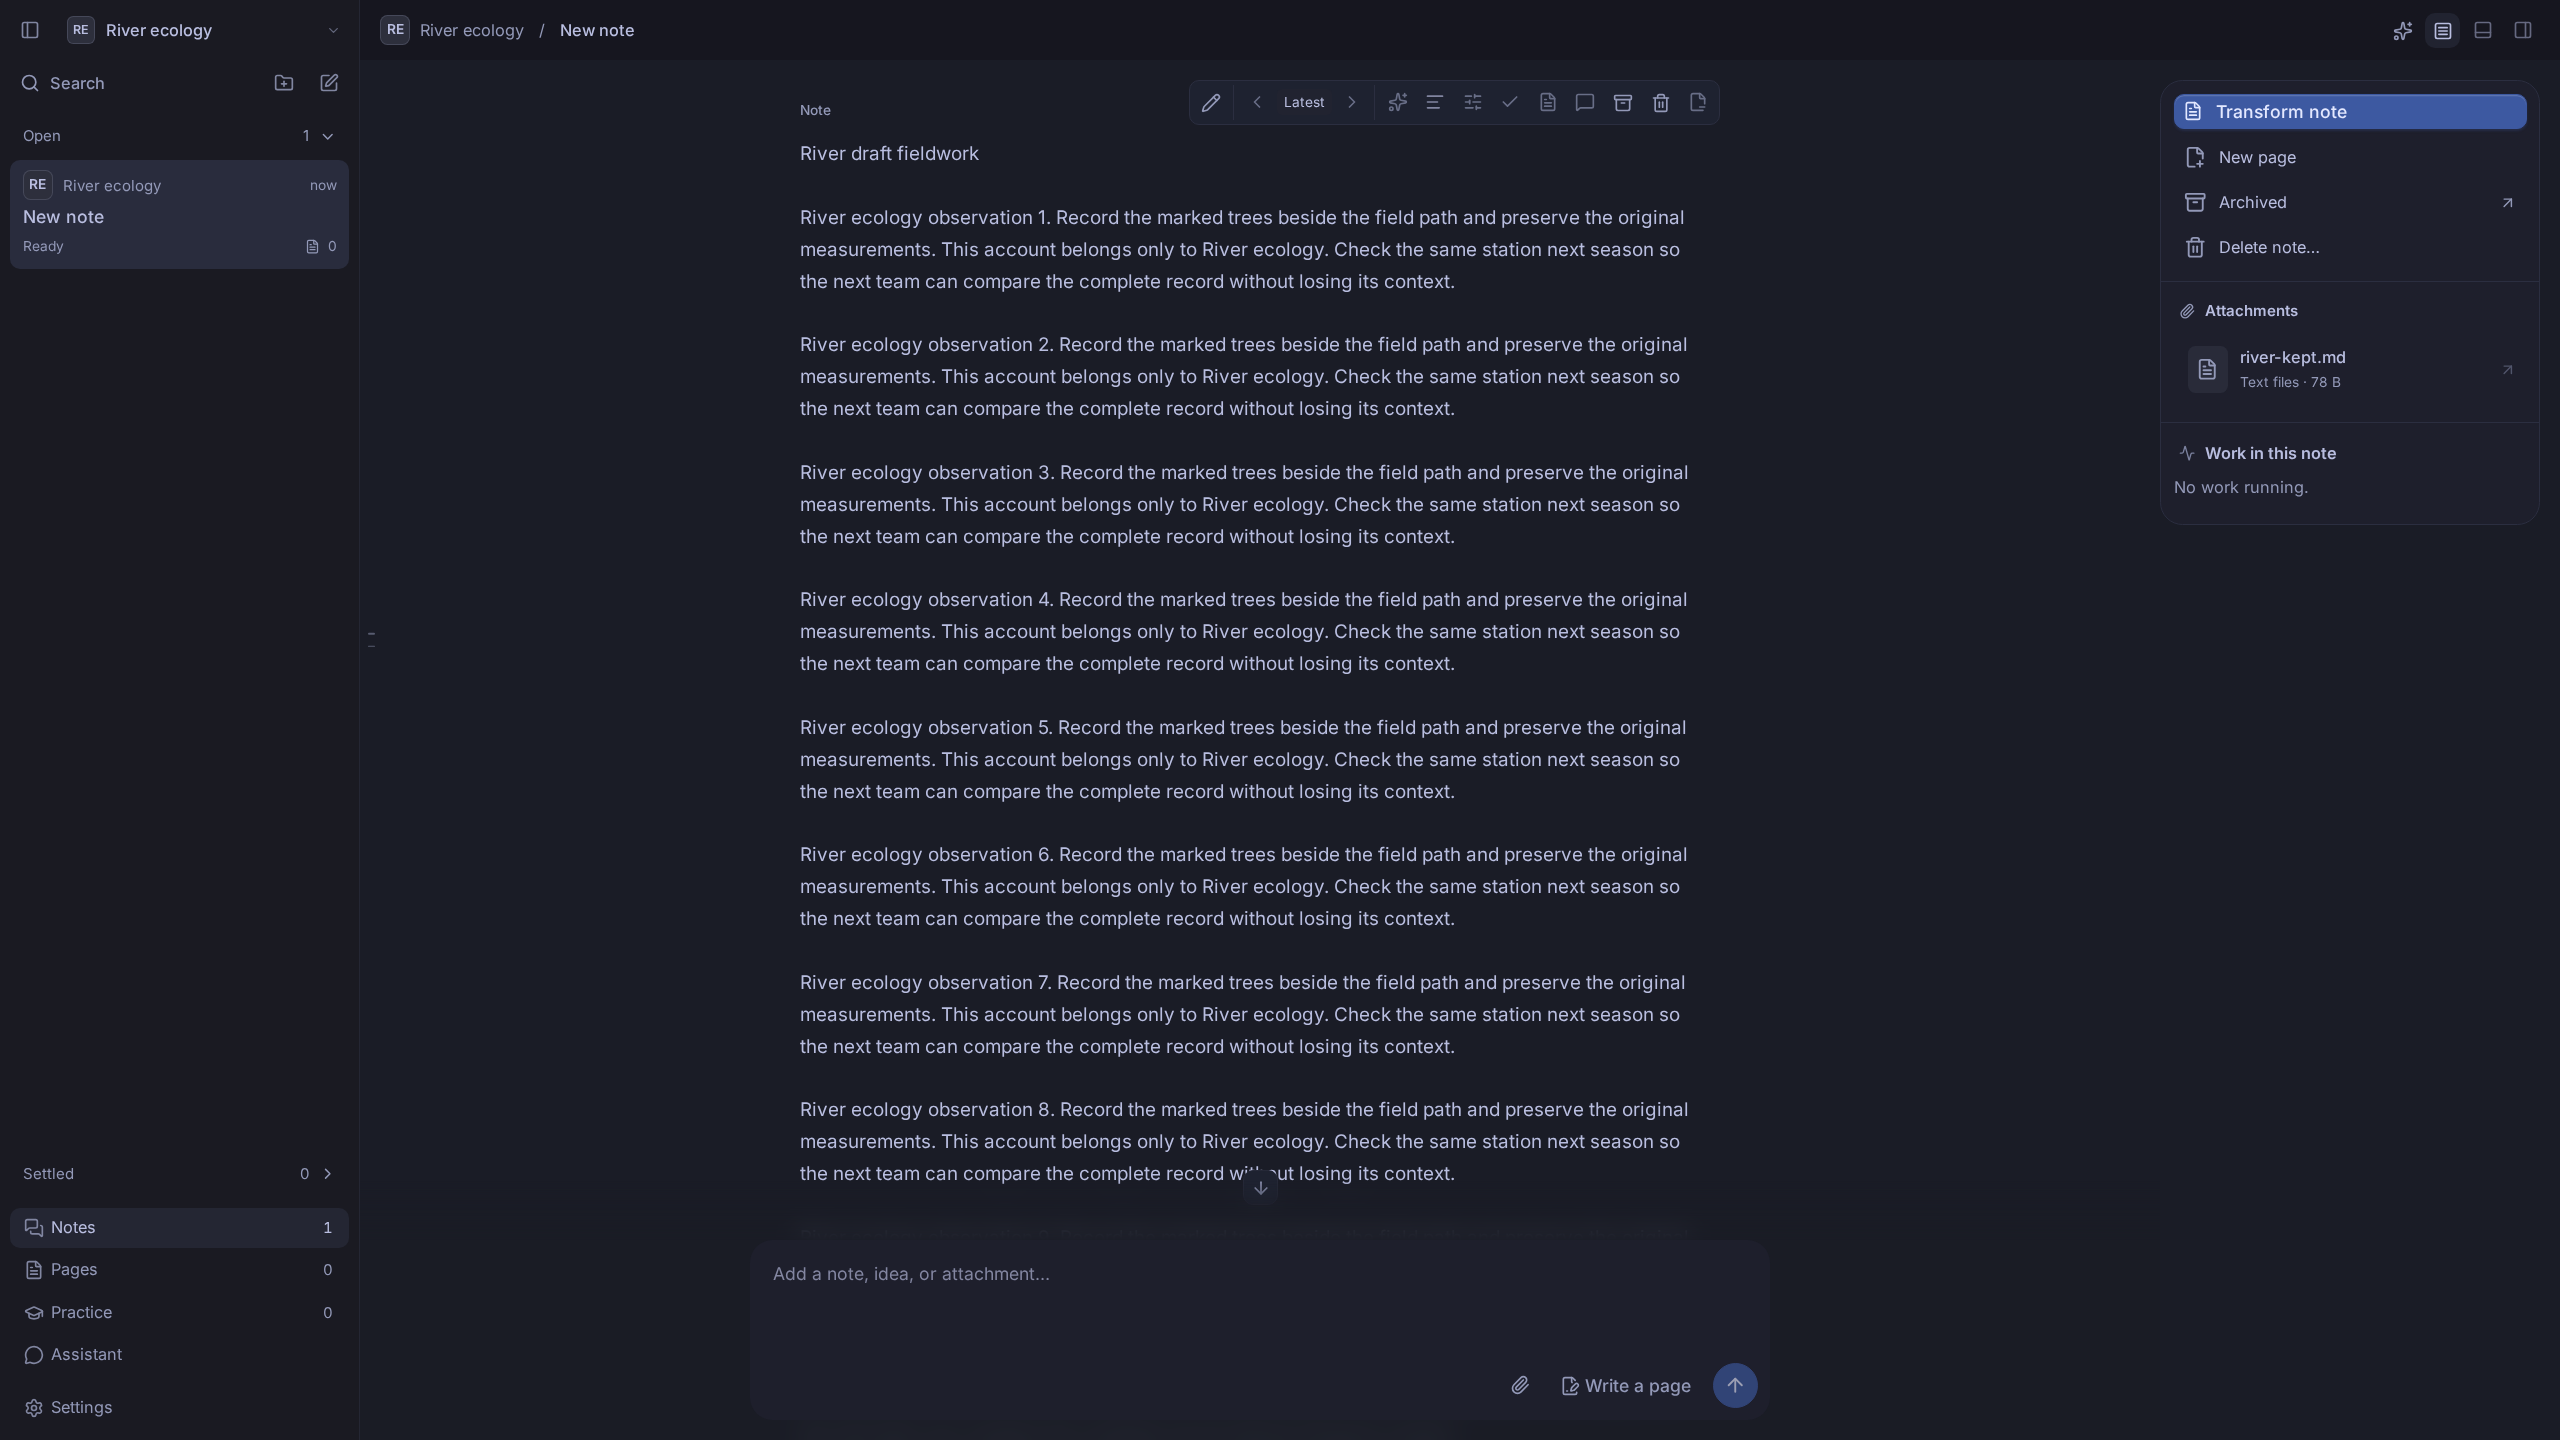 RE River ecology
Search
Open 1
RE River ecology now
New note
Ready 0
Settled 0
Notes 1
Pages 0
Practice 0
Assistant
Settings
RE River ecology / New note
Note
Latest
River draft fieldwork
River ecology observation 1. Record the marked trees beside the field path and preserve the original
measurements. This account belongs only to River ecology. Check the same station next season so
the next team can compare the complete record without losing its context.
River ecology observation 2. Record the marked trees beside the field path and preserve the original
measurements. This account belongs only to River ecology. Check the same station next season so
the next team can compare the complete record without losing its context.
River ecology observation 3. Record the marked trees beside the field path and preserve the original
measurements. This account belongs only to River ecology. Check the same station next season so
the next team can compare the complete record without losing its context.
River ecology observation 4. Record the marked trees beside the field path and preserve the original
measurements. This account belongs only to River ecology. Check the same station next season so
the next team can compare the complete record without losing its context.
River ecology observation 5. Record the marked trees beside the field path and preserve the original
measurements. This account belongs only to River ecology. Check the same station next season so
the next team can compare the complete record without losing its context.
River ecology observation 6. Record the marked trees beside the field path and preserve the original
measurements. This account belongs only to River ecology. Check the same station next season so
the next team can compare the complete record without losing its context.
River ecology observation 7. Record the marked trees beside the field path and preserve the original
measurements. This account belongs only to River ecology. Check the same station next season so
the next team can compare the complete record without losing its context.
River ecology observation 8. Record the marked trees beside the field path and preserve the original
measurements. This account belongs only to River ecology. Check the same station next season so
the next team can compare the complete record without losing its context.
Add a note, idea, or attachment...
Write a page
Transform note
New page
Archived
Delete note...
Attachments
river-kept.md
Text files · 78 B
Work in this note
No work running.